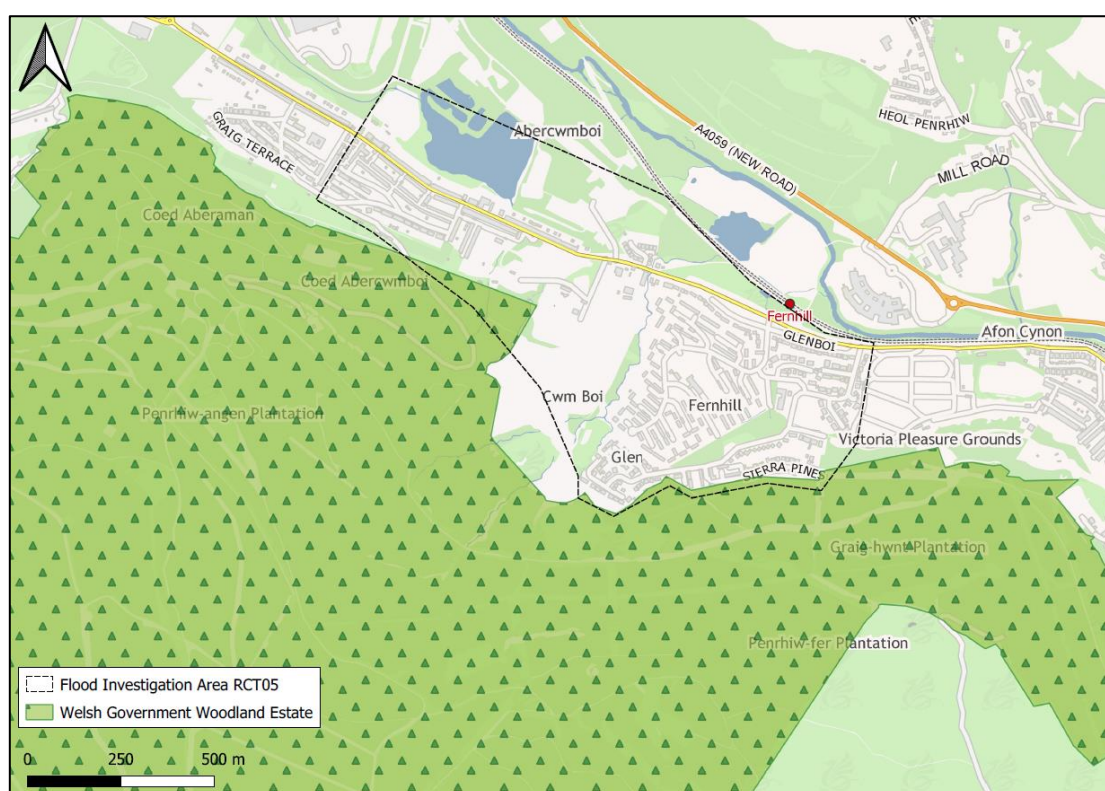 Abercwmboi
A4059 (NEW ROAD)
HEOL PENRHIW
MILL ROAD
GRAIG TERRACE
Coed Aberaman
Coed Abercwmboi
Fernhill
GLENBOI
Afon Cynon
Penrhiw-angen Plantation
Cwm Boi
Fernhill
Victoria Pleasure Grounds
Glen
SIERRA PINES
Graig-hwnt Plantation
Penrhiw-fer Plantation
Flood Investigation Area RCT05
Welsh Government Woodland Estate
0 250 500 m